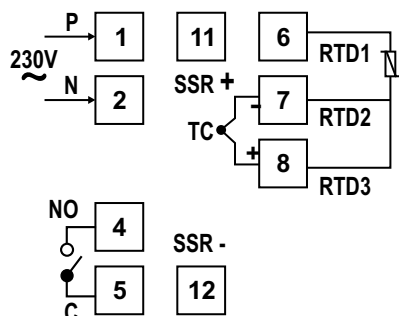 P 1 11 6 RTD1
230V
~
N 2 SSR + - 7 RTD2
TC
+ 8 RTD3
NO 4
SSR -
C 5 12